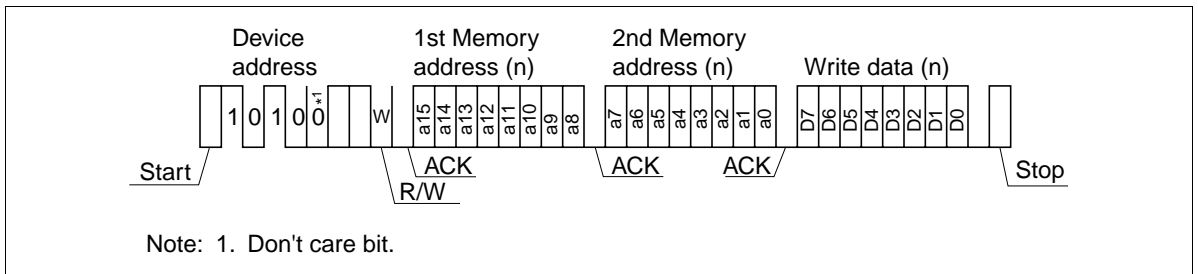 Device
address
1st Memory
address (n)
2nd Memory
address (n)
Write data (n)
1 0 1 0 0*1 W a15 a14 a13 a12 a11 a10 a9 a8 a7 a6 a5 a4 a3 a2 a1 a0 D7 D6 D5 D4 D3 D2 D1 D0
Start ACK ACK ACK Stop
R/W
Note: 1. Don't care bit.